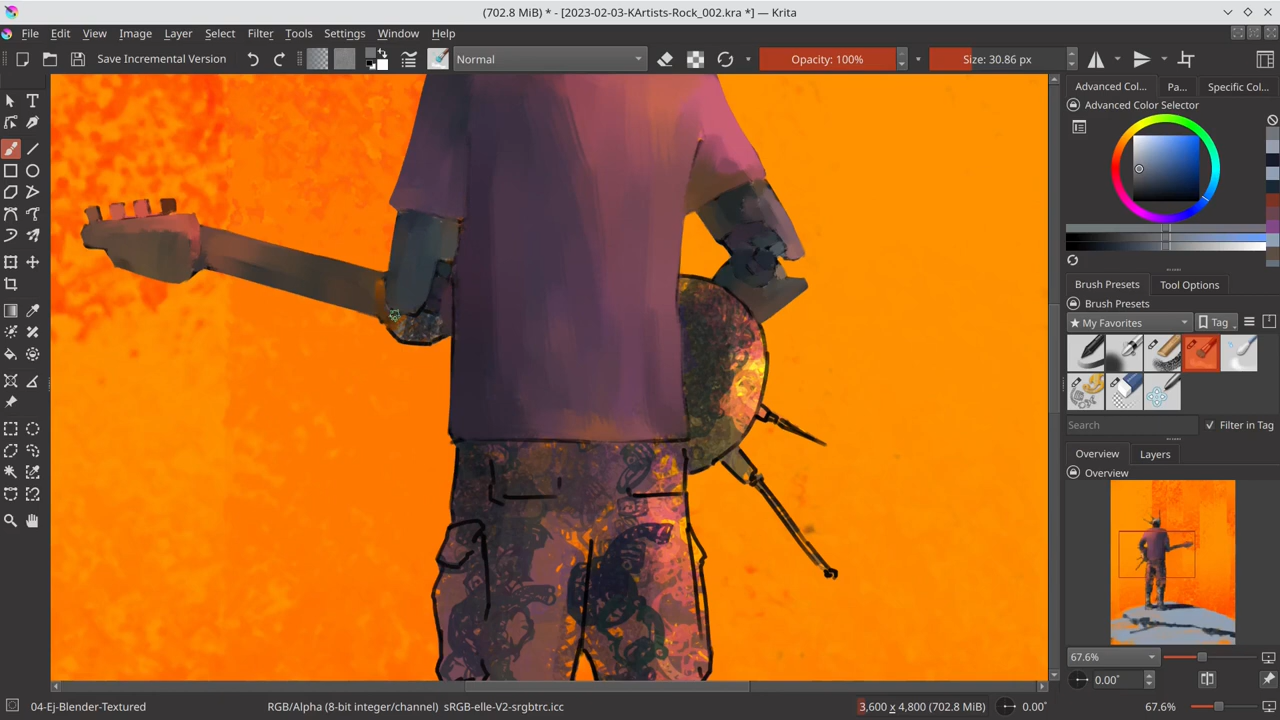 (702.8 MiB) * - [2023-02-03-KArtists-Rock_002.kra *] — Krita
File Edit View Image Layer Select Filter Tools Settings Window Help
Save Incremental Version Normal Opacity: 100% Size: 30.86 px
Advanced Col... Pa... Specific Col...
Advanced Color Selector
Brush Presets Tool Options
Brush Presets
★ My Favorites Tag
Search Filter in Tag
Overview Layers
Overview
67.6%
0.00°
04-Ej-Blender-Textured RGB/Alpha (8-bit integer/channel) sRGB-elle-V2-srgbtrc.icc 3,600 x 4,800 (702.8 MiB) 0.00° 67.6%